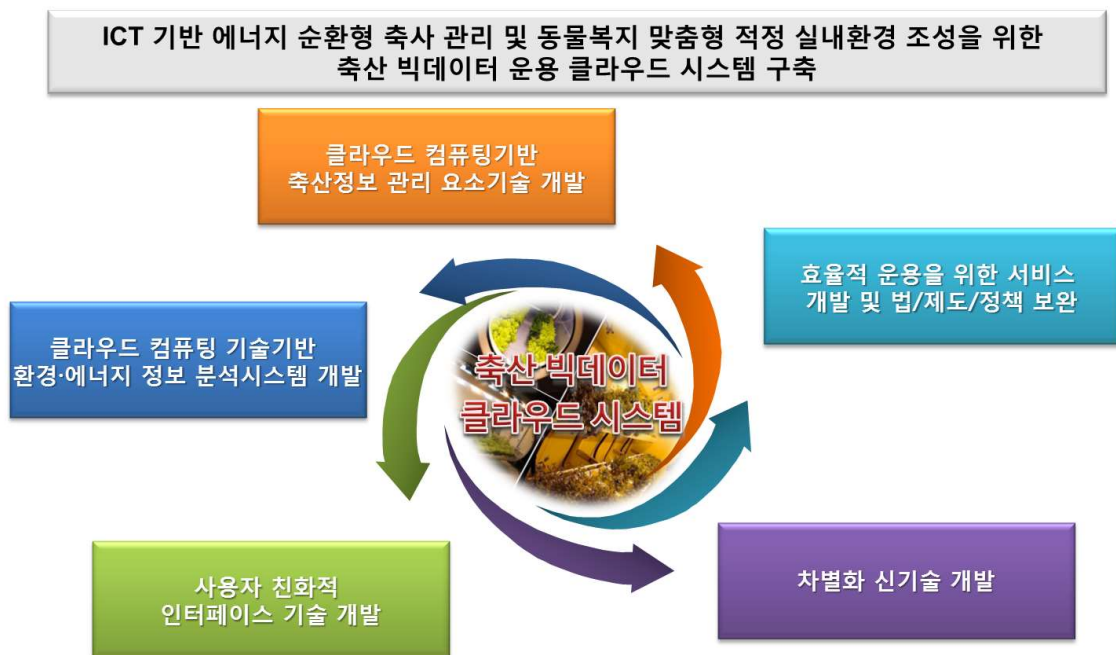 ICT 기반 에너지 순환형 축사 관리 및 동물복지 맞춤형 적정 실내환경 조성을 위한
축산 빅데이터 운용 클라우드 시스템 구축
클라우드 컴퓨팅기반
축산정보 관리 요소기술 개발
효율적 운용을 위한 서비스
개발 및 법/제도/정책 보완
클라우드 컴퓨팅 기술기반
환경·에너지 정보 분석시스템 개발
축산 빅데이터
클라우드 시스템
사용자 친화적
인터페이스 기술 개발
차별화 신기술 개발